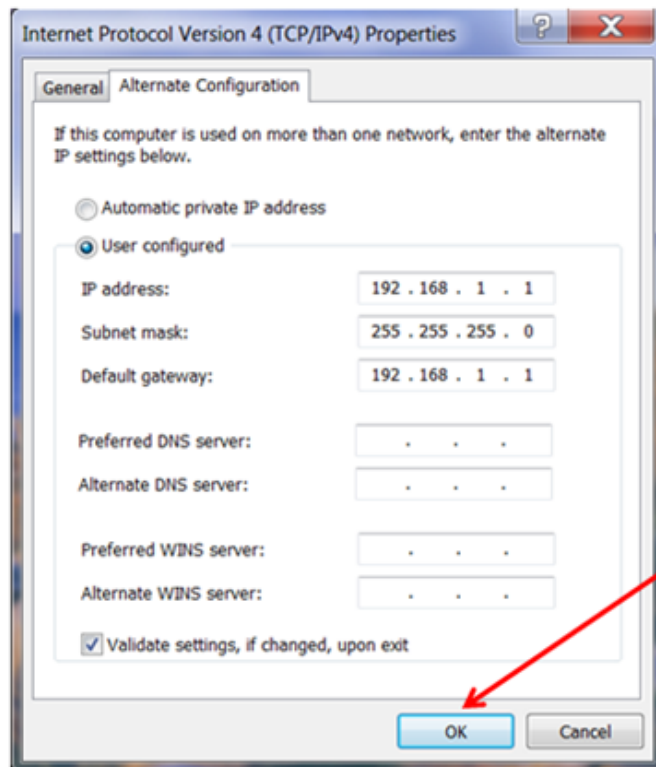 Internet Protocol Version 4 (TCP/IPv4) Properties
?
General
Alternate Configuration
If this computer is used on more than one network, enter the alternate
IP settings below.
Automatic private IP address
User configured
IP address: 192 . 168 . 1 . 1
Subnet mask: 255 . 255 . 255 . 0
Default gateway: 192 . 168 . 1 . 1
Preferred DNS server: . . .
Alternate DNS server: . . .
Preferred WINS server: . . .
Alternate WINS server: . . .
Validate settings, if changed, upon exit
OK Cancel